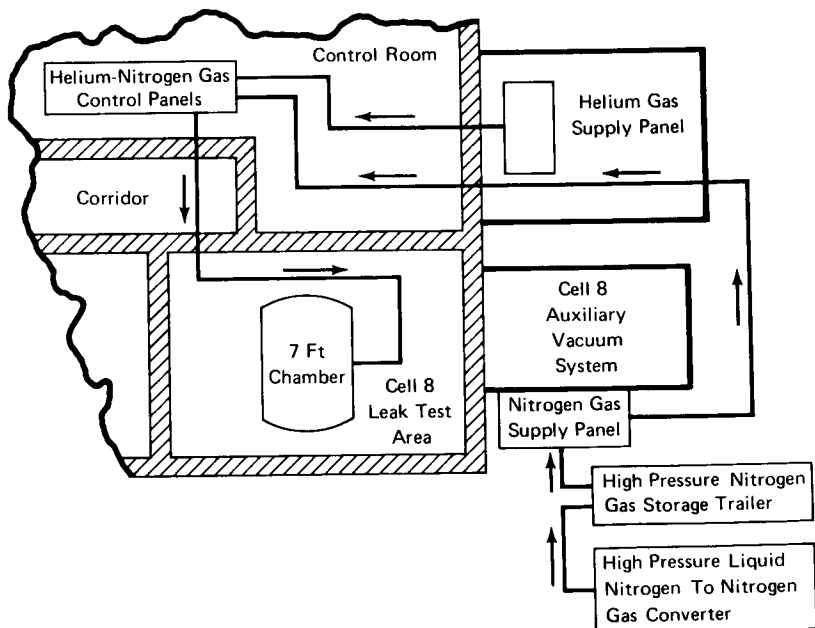 Control Room
Helium-Nitrogen Gas
Control Panels
Helium Gas
Supply Panel
Corridor
Cell 8
Auxiliary
Vacuum
System
7 Ft
Chamber
Cell 8
Leak Test
Area
Nitrogen Gas
Supply Panel
High Pressure Nitrogen
Gas Storage Trailer
High Pressure Liquid
Nitrogen To Nitrogen
Gas Converter